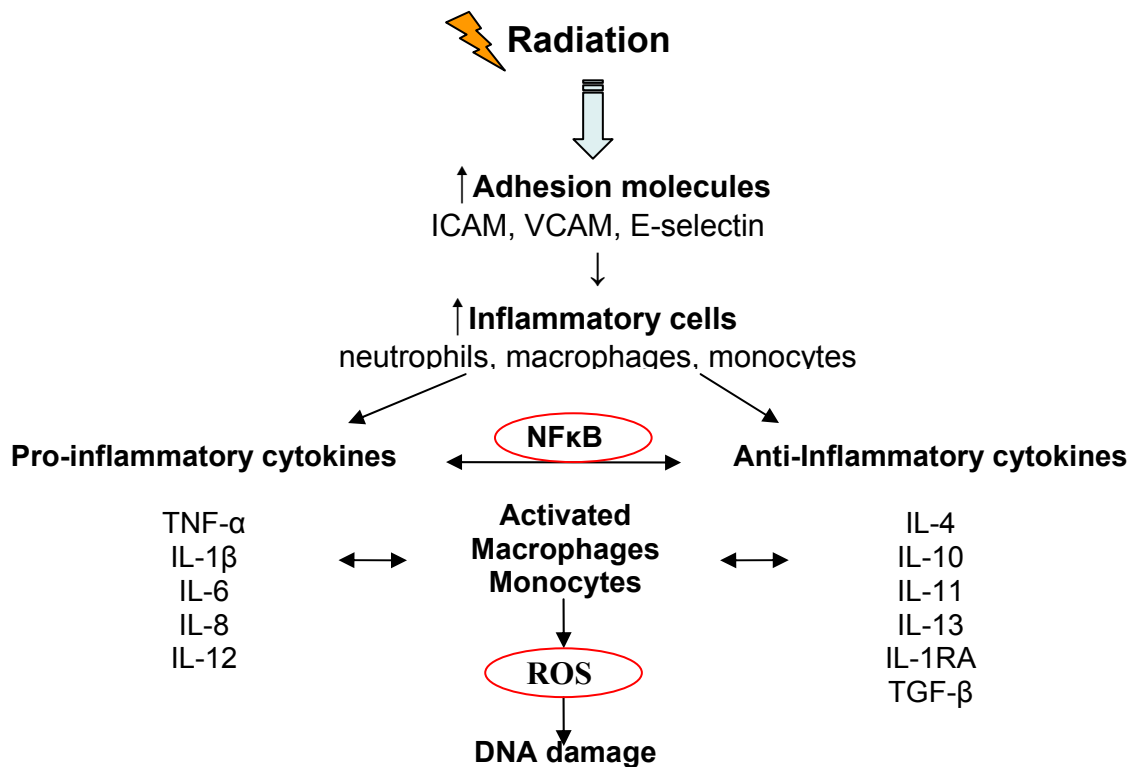 Radiation
↑Adhesion molecules
ICAM, VCAM, E-selectin
↓
↑Inflammatory cells
neutrophils, macrophages, monocytes
NFκB
Pro-inflammatory cytokines
Anti-Inflammatory cytokines
TNF-α
IL-1β
IL-6
IL-8
IL-12
Activated
Macrophages
Monocytes
IL-4
IL-10
IL-11
IL-13
IL-1RA
TGF-β
ROS
DNA damage